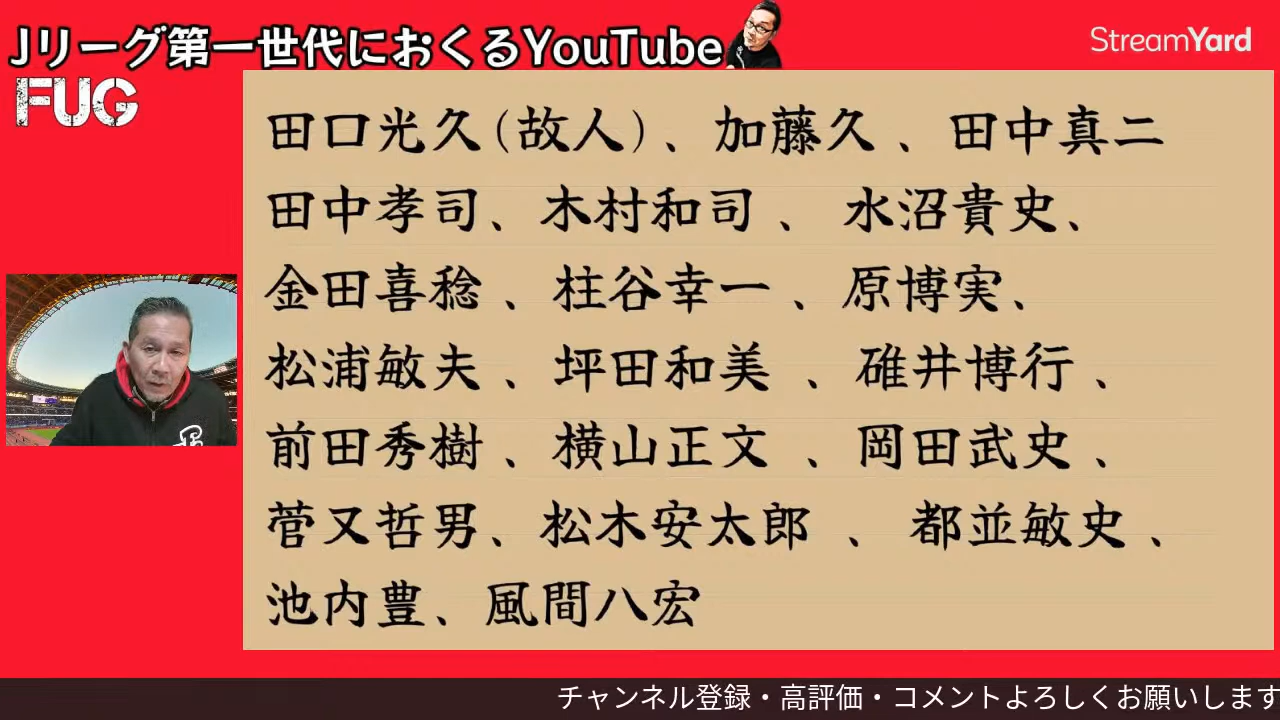 Jリーグ第一世代におくるYouTube
StreamYard
FUG
田口光久(故人)、加藤久、田中真二
田中孝司、木村和司、水沼貴史、
金田喜稔、柱谷幸一、原博実、
松浦敏夫、坪田和美、碓井博行、
前田秀樹、横山正文、岡田武史、
菅又哲男、松木安太郎、都並敏史、
池内豊、風間八宏
チャンネル登録・高評価・コメントよろしくお願いします